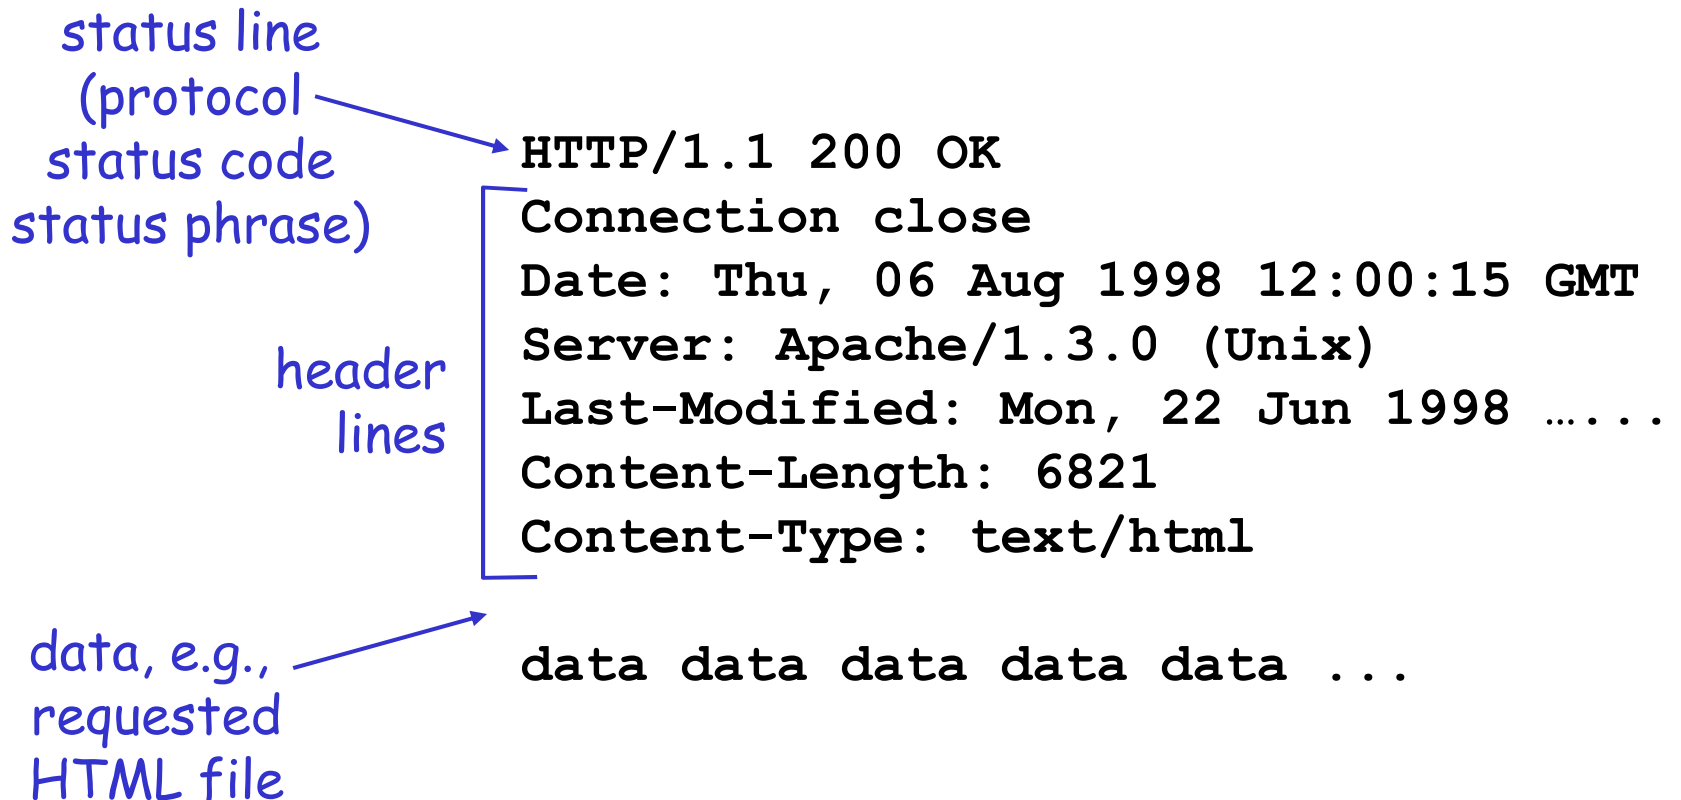 status line
(protocol
status code
status phrase)
HTTP/1.1 200 OK
Connection close
Date: Thu, 06 Aug 1998 12:00:15 GMT
Server: Apache/1.3.0 (Unix)
Last-Modified: Mon, 22 Jun 1998 …...
Content-Length: 6821
Content-Type: text/html
header
lines
data, e.g.,
requested
HTML file
data data data data data ...